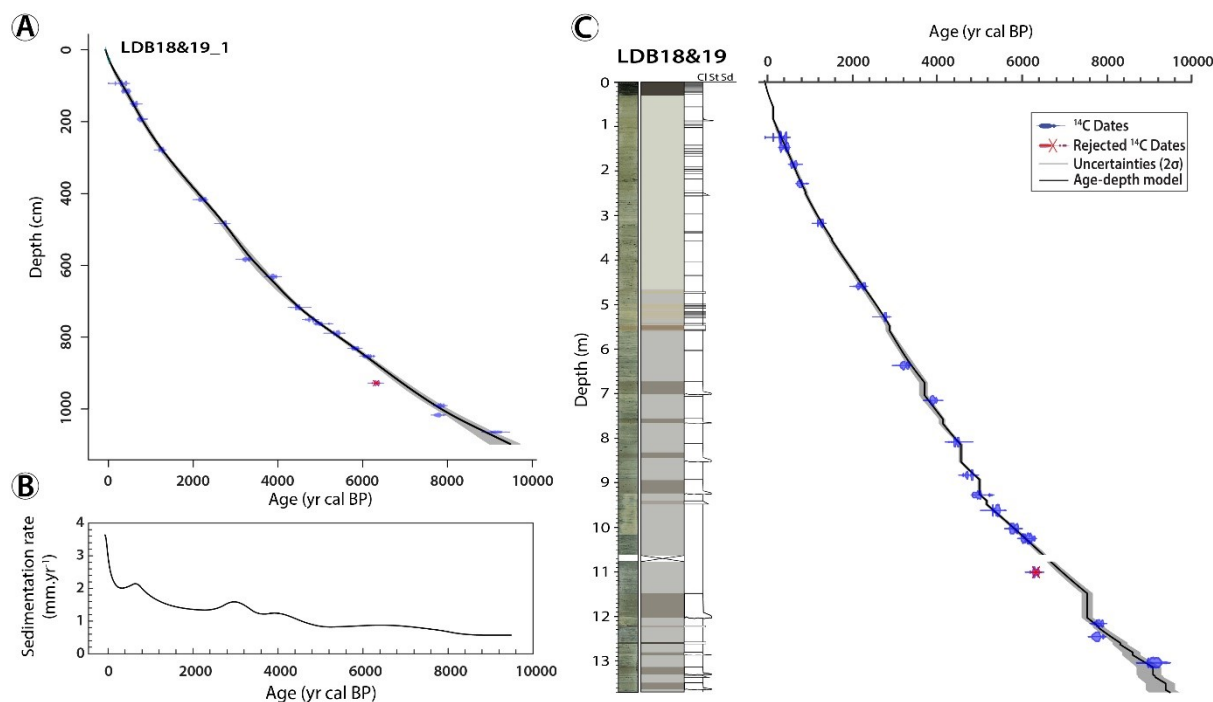 A
LDB18&19_1
0
200
400
600
800
1000
Depth (cm)
0 2000 4000 6000 8000 10000
Age (yr cal BP)
B
4
3
2
1
0
Sedimentation rate
(mm.yr⁻¹)
0 2000 4000 6000 8000 10000
Age (yr cal BP)
C
Age (yr cal BP)
LDB18&19
Cl St Sd
0 2000 4000 6000 8000 10000
¹⁴C Dates
Rejected ¹⁴C Dates
Uncertainties (2σ)
Age-depth model
0
1
2
3
4
5
6
7
8
9
10
11
12
13
Depth (m)